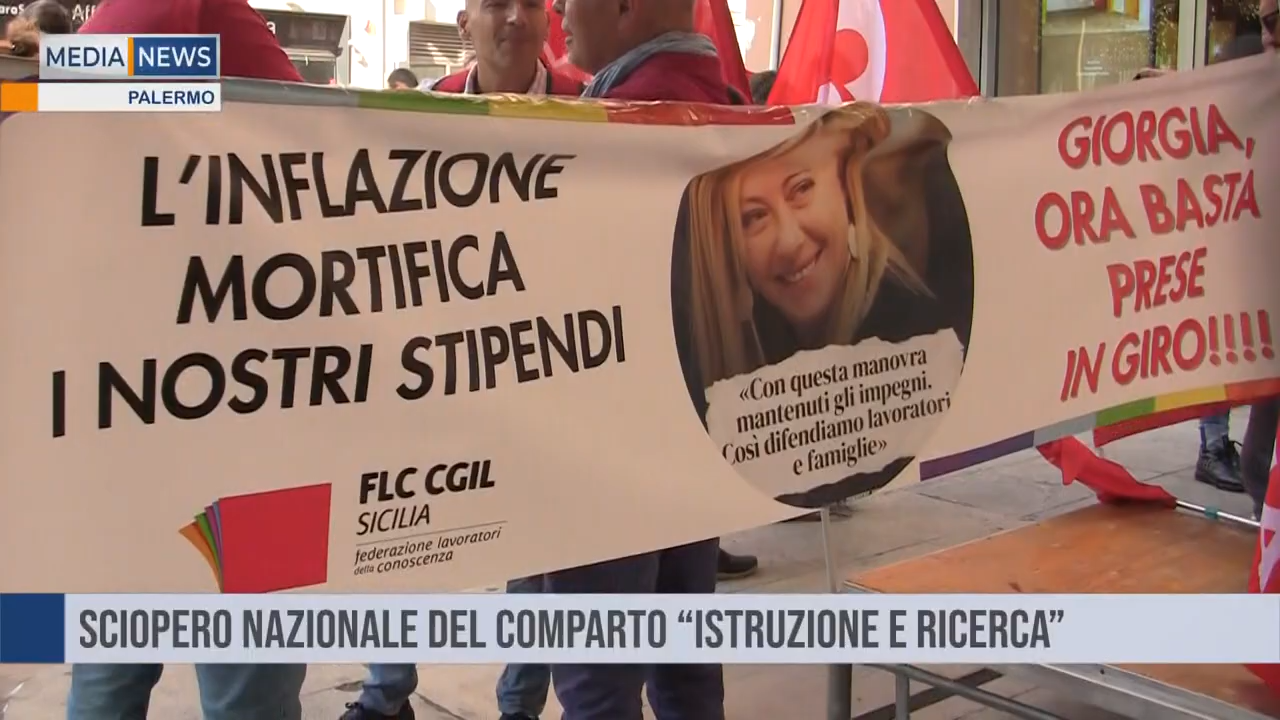 MEDIA NEWS
PALERMO
L'INFLAZIONE
MORTIFICA
I NOSTRI STIPENDI
FLC CGIL
SICILIA
federazione lavoratori
della conoscenza
«Con questa manovra
mantenuti gli impegni.
Così difendiamo lavoratori
e famiglie»
GIORGIA,
ORA BASTA
PRESE
IN GIRO!!!!
SCIOPERO NAZIONALE DEL COMPARTO “ISTRUZIONE E RICERCA”